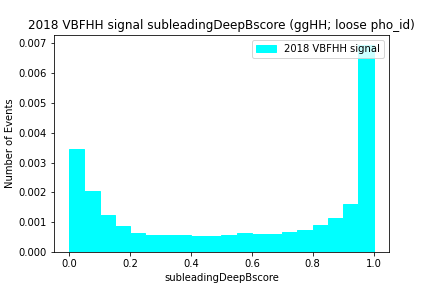 2018 VBFHH signal subleadingDeepBscore (ggHH; loose pho_id)
2018 VBFHH signal
Number of Events
0.007
0.006
0.005
0.004
0.003
0.002
0.001
0.000
0.0 0.2 0.4 0.6 0.8 1.0
subleadingDeepBscore